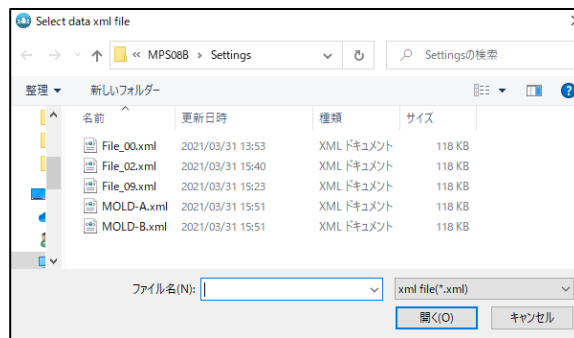 Select data xml file
« MPS08B › Settings
Settingsの検索
整理 新しいフォルダー
名前 更新日時 種類 サイズ
File_00.xml 2021/03/31 13:53 XML ドキュメント 118 KB
File_02.xml 2021/03/31 15:40 XML ドキュメント 118 KB
File_09.xml 2021/03/31 15:23 XML ドキュメント 118 KB
MOLD-A.xml 2021/03/31 15:51 XML ドキュメント 118 KB
MOLD-B.xml 2021/03/31 15:51 XML ドキュメント 118 KB
ファイル名(N):
xml file(*.xml)
開く(O) キャンセル